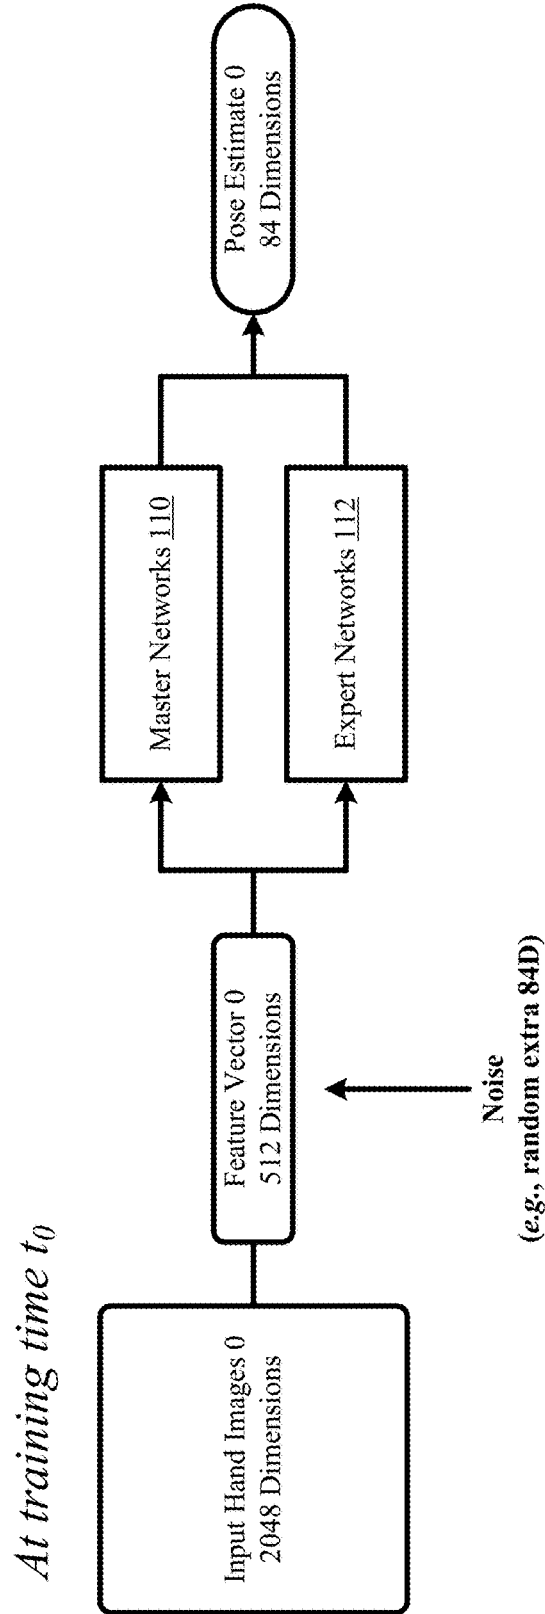 At training time t0
Input Hand Images 0
2048 Dimensions
Feature Vector 0
512 Dimensions
Noise
(e.g., random extra 84D)
Master Networks 110
Expert Networks 112
Pose Estimate 0
84 Dimensions